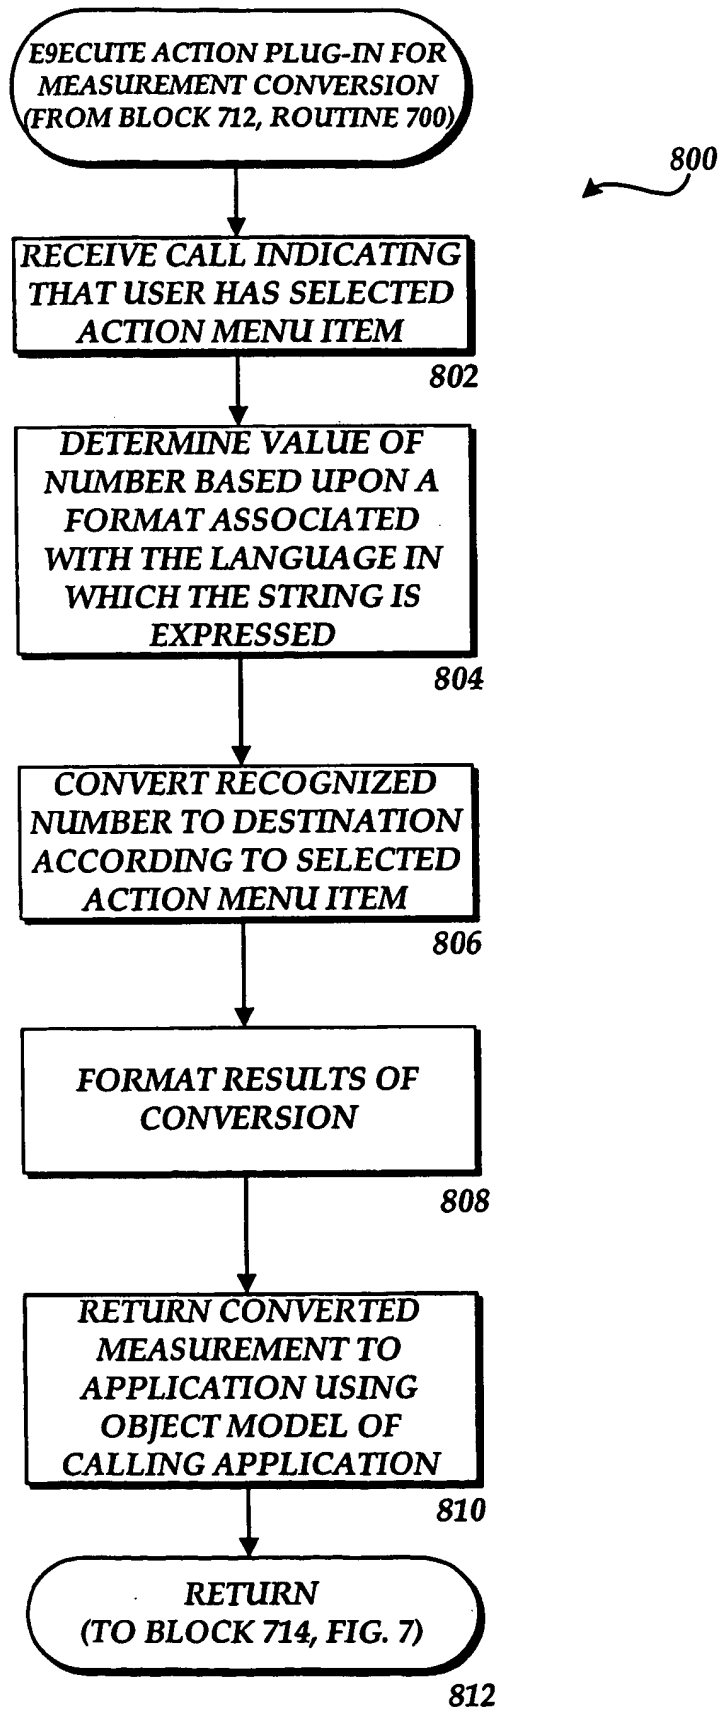 E9ECUTE ACTION PLUG-IN FOR
MEASUREMENT CONVERSION
(FROM BLOCK 712, ROUTINE 700)
800
RECEIVE CALL INDICATING
THAT USER HAS SELECTED
ACTION MENU ITEM
802
DETERMINE VALUE OF
NUMBER BASED UPON A
FORMAT ASSOCIATED
WITH THE LANGUAGE IN
WHICH THE STRING IS
EXPRESSED
804
CONVERT RECOGNIZED
NUMBER TO DESTINATION
ACCORDING TO SELECTED
ACTION MENU ITEM
806
FORMAT RESULTS OF
CONVERSION
808
RETURN CONVERTED
MEASUREMENT TO
APPLICATION USING
OBJECT MODEL OF
CALLING APPLICATION
810
RETURN
(TO BLOCK 714, FIG. 7)
812